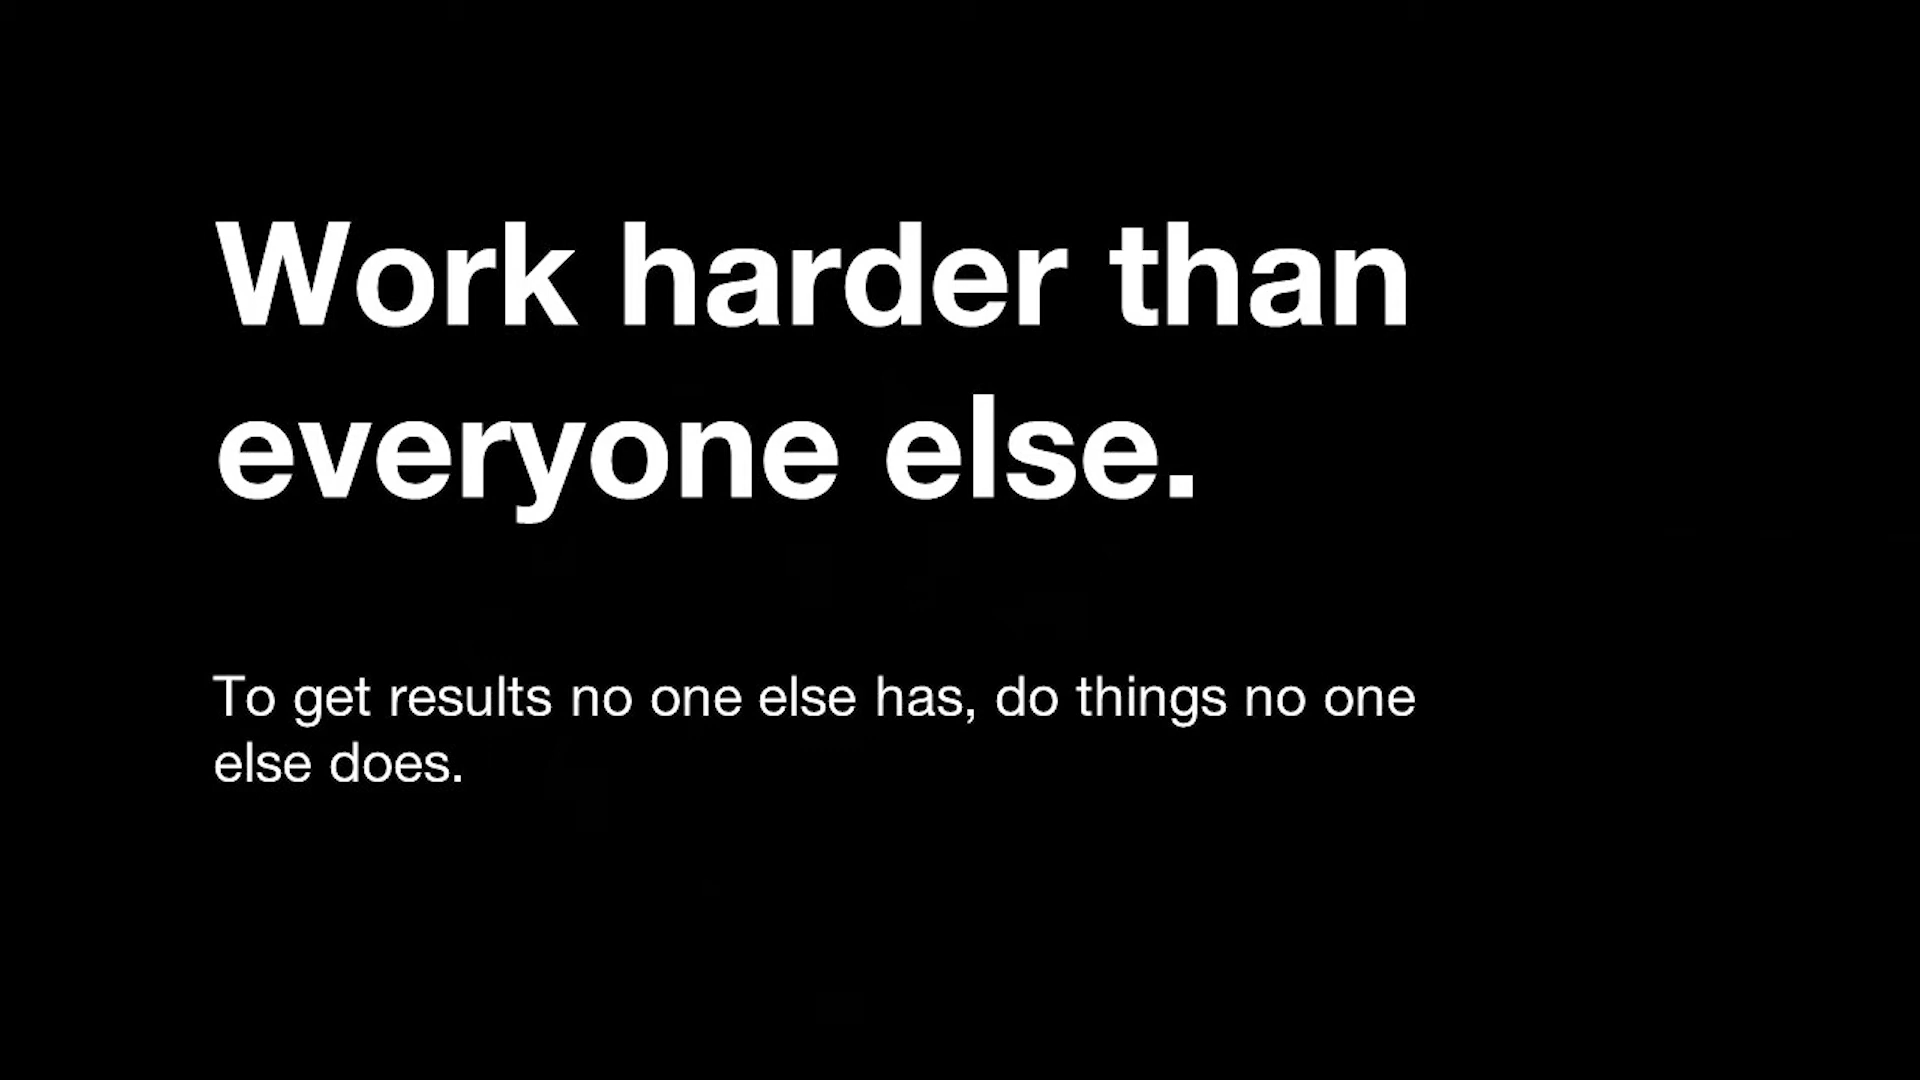 Work harder than
everyone else.
To get results no one else has, do things no one
else does.